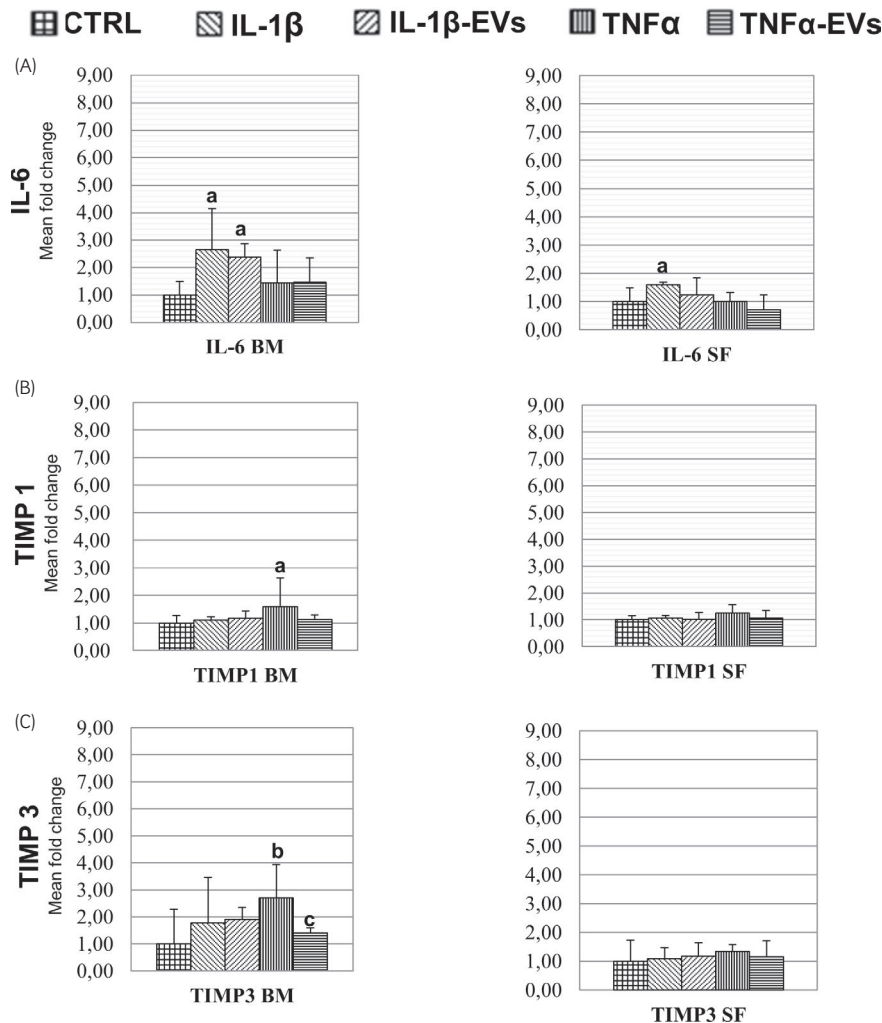 CTRL IL-1β IL-1β-EVs TNFα TNFα-EVs
(A)
IL-6
Mean fold change
9,00
8,00
7,00
6,00
5,00
4,00
3,00
2,00
1,00
0,00
a
a
IL-6 BM
9,00
8,00
7,00
6,00
5,00
4,00
3,00
2,00
1,00
0,00
a
IL-6 SF
(B)
TIMP 1
Mean fold change
9,00
8,00
7,00
6,00
5,00
4,00
3,00
2,00
1,00
0,00
a
TIMP1 BM
9,00
8,00
7,00
6,00
5,00
4,00
3,00
2,00
1,00
0,00
TIMP1 SF
(C)
TIMP 3
Mean fold change
9,00
8,00
7,00
6,00
5,00
4,00
3,00
2,00
1,00
0,00
b
c
TIMP3 BM
9,00
8,00
7,00
6,00
5,00
4,00
3,00
2,00
1,00
0,00
TIMP3 SF